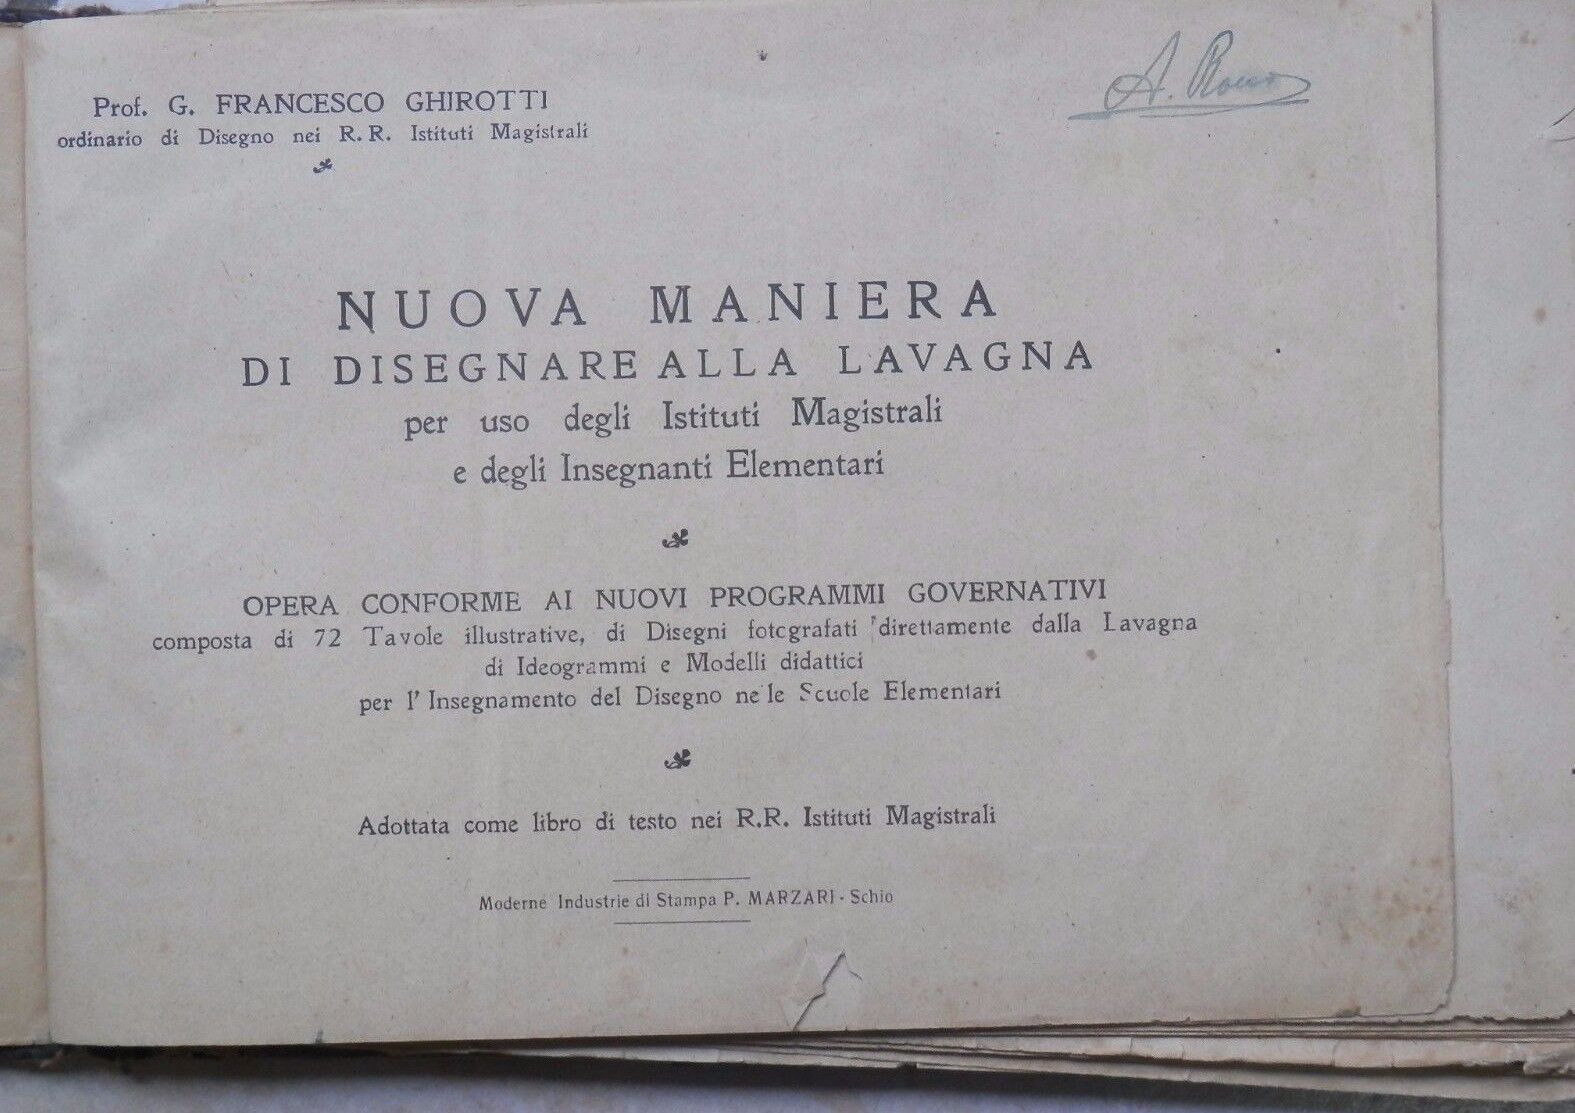 Prof. G. FRANCESCO GHIROTTI
ordinario di Disegno nei R. R. Istituti Magistrali
A.
NUOVA MANIERA
DI DISEGNARE ALLA LAVAGNA
per uso degli Istituti Magistrali
e degli Insegnanti Elementari
OPERA CONFORME AI NUOVI PROGRAMMI GOVERNATIVI
composta di 72 Tavole illustrative, di Disegni fotografati direttamente dalla Lavagna
di Ideogrammi e Modelli didattici
per l' Insegnamento del Disegno ne le Scuole Elementari
Adottata come libro di testo nei R.R. Istituti Magistrali
Moderne Industrie di Stampa P. MARZARI - Schio